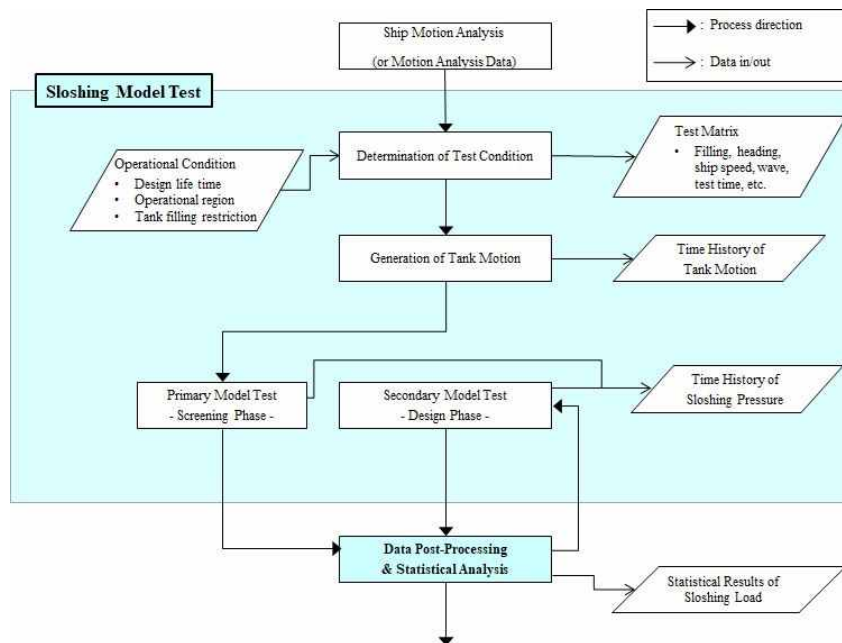 Ship Motion Analysis
(or Motion Analysis Data)
: Process direction
: Data in/out
Sloshing Model Test
Operational Condition
• Design life time
• Operational region
• Tank filling restriction
Determination of Test Condition
Test Matrix
• Filling, heading,
ship speed, wave,
test time, etc.
Generation of Tank Motion
Time History of
Tank Motion
Primary Model Test
- Screening Phase -
Secondary Model Test
- Design Phase -
Time History of
Sloshing Pressure
Data Post-Processing
& Statistical Analysis
Statistical Results of
Sloshing Load